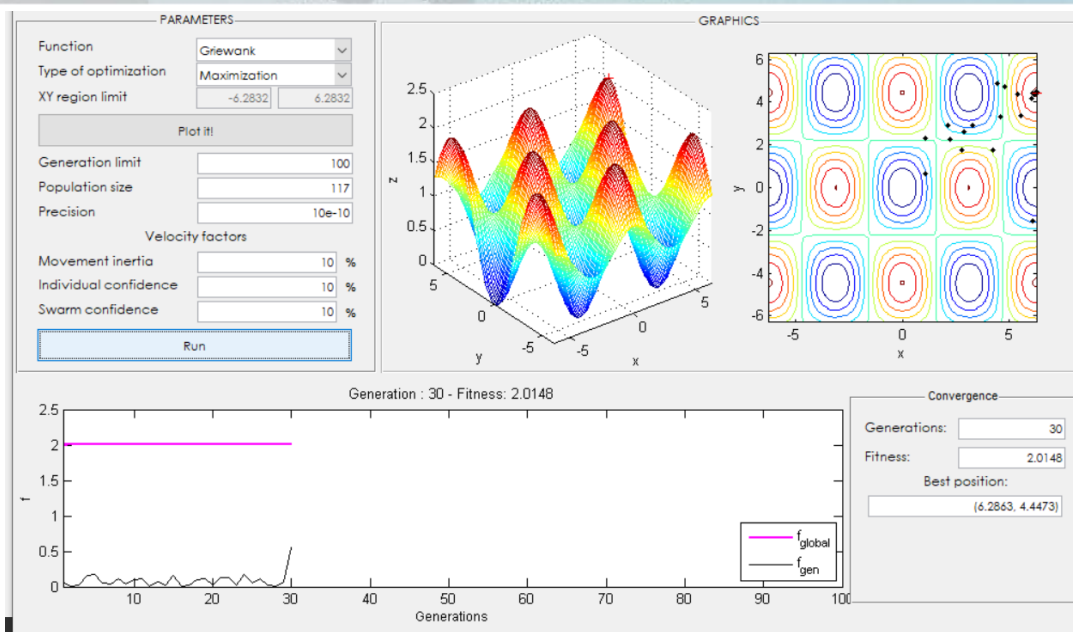 PARAMETERS
Function Griewank
Type of optimization Maximization
XY region limit -6.2832 6.2832
Plot it!
Generation limit 100
Population size 117
Precision 10e-10
Velocity factors
Movement inertia 10 %
Individual confidence 10 %
Swarm confidence 10 %
Run
GRAPHICS
2.5
2
1.5
1
0.5
0
z
5
0
-5
y
-5
0
5
x
6
4
2
0
-2
-4
-6
y
-5 0 5
x
Generation : 30 - Fitness: 2.0148
2.5
2
1.5
1
0.5
0
f
10 20 30 40 50 60 70 80 90 100
Generations
f_global
f_gen
Convergence
Generations: 30
Fitness: 2.0148
Best position:
(6.2863, 4.4473)